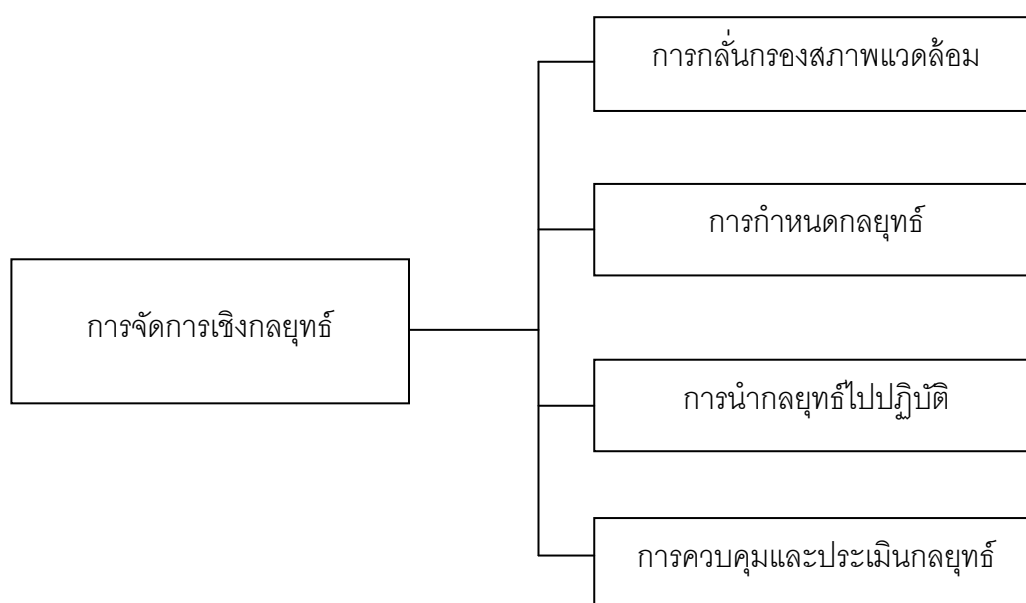 การกลั่นกรองสภาพแวดล้อม
การกำหนดกลยุทธ์
การจัดการเชิงกลยุทธ์
การนำกลยุทธ์ไปปฏิบัติ
การควบคุมและประเมินกลยุทธ์